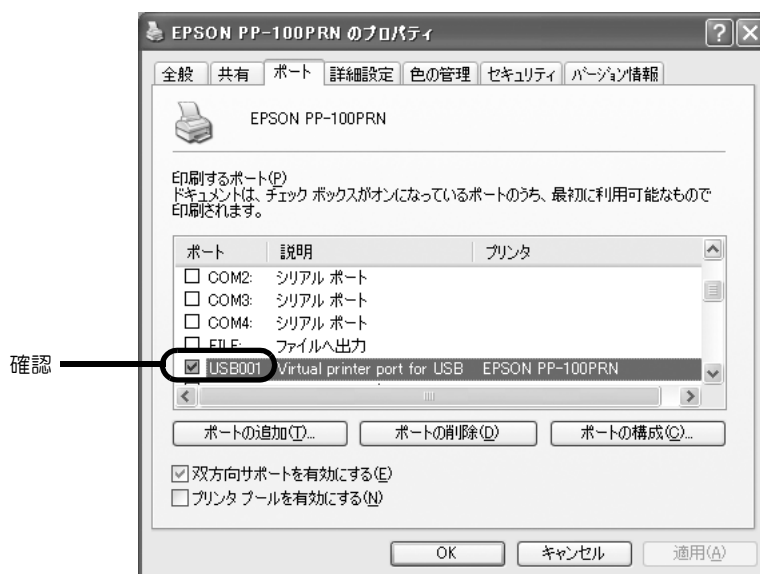 EPSON PP-100PRN のプロパティ
全般 共有 ポート 詳細設定 色の管理 セキュリティ バージョン情報
EPSON PP-100PRN
印刷するポート(P)
ドキュメントは、チェック ボックスがオンになっているポートのうち、最初に利用可能なもので
印刷されます。
ポート 説明 プリンタ
COM2: シリアル ポート
COM3: シリアル ポート
COM4: シリアル ポート
FILE: ファイルへ出力
確認
USB001 Virtual printer port for USB EPSON PP-100PRN
ポートの追加(T)... ポートの削除(D) ポートの構成(C)...
双方向サポートを有効にする(E)
プリンタ プールを有効にする(N)
OK キャンセル 適用(A)